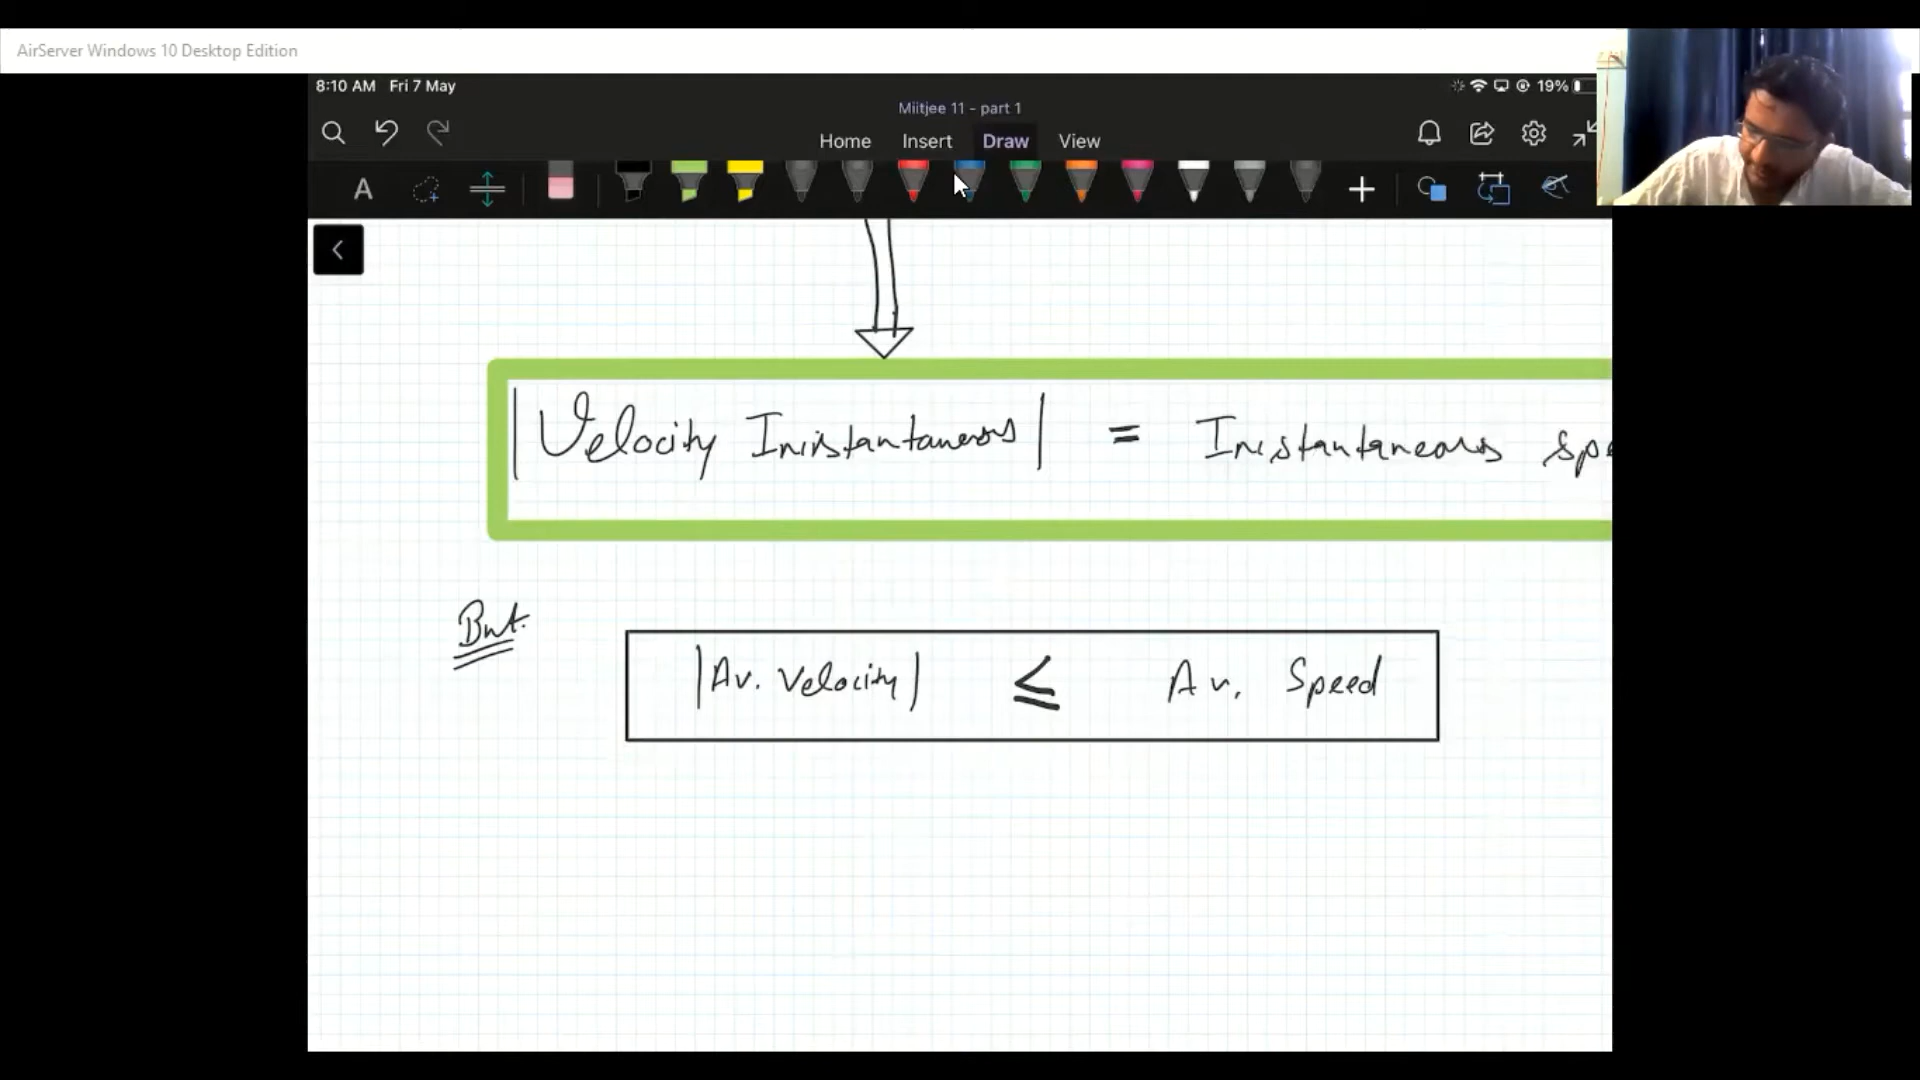 AirServer Windows 10 Desktop Edition
8:10 AM Fri 7 May
19%
Miitjee 11 - part 1
Home Insert Draw View
A
|Velocity Instantaneous| = Instantaneous spe
But.
|Av. Velocity| ≤ Av. Speed